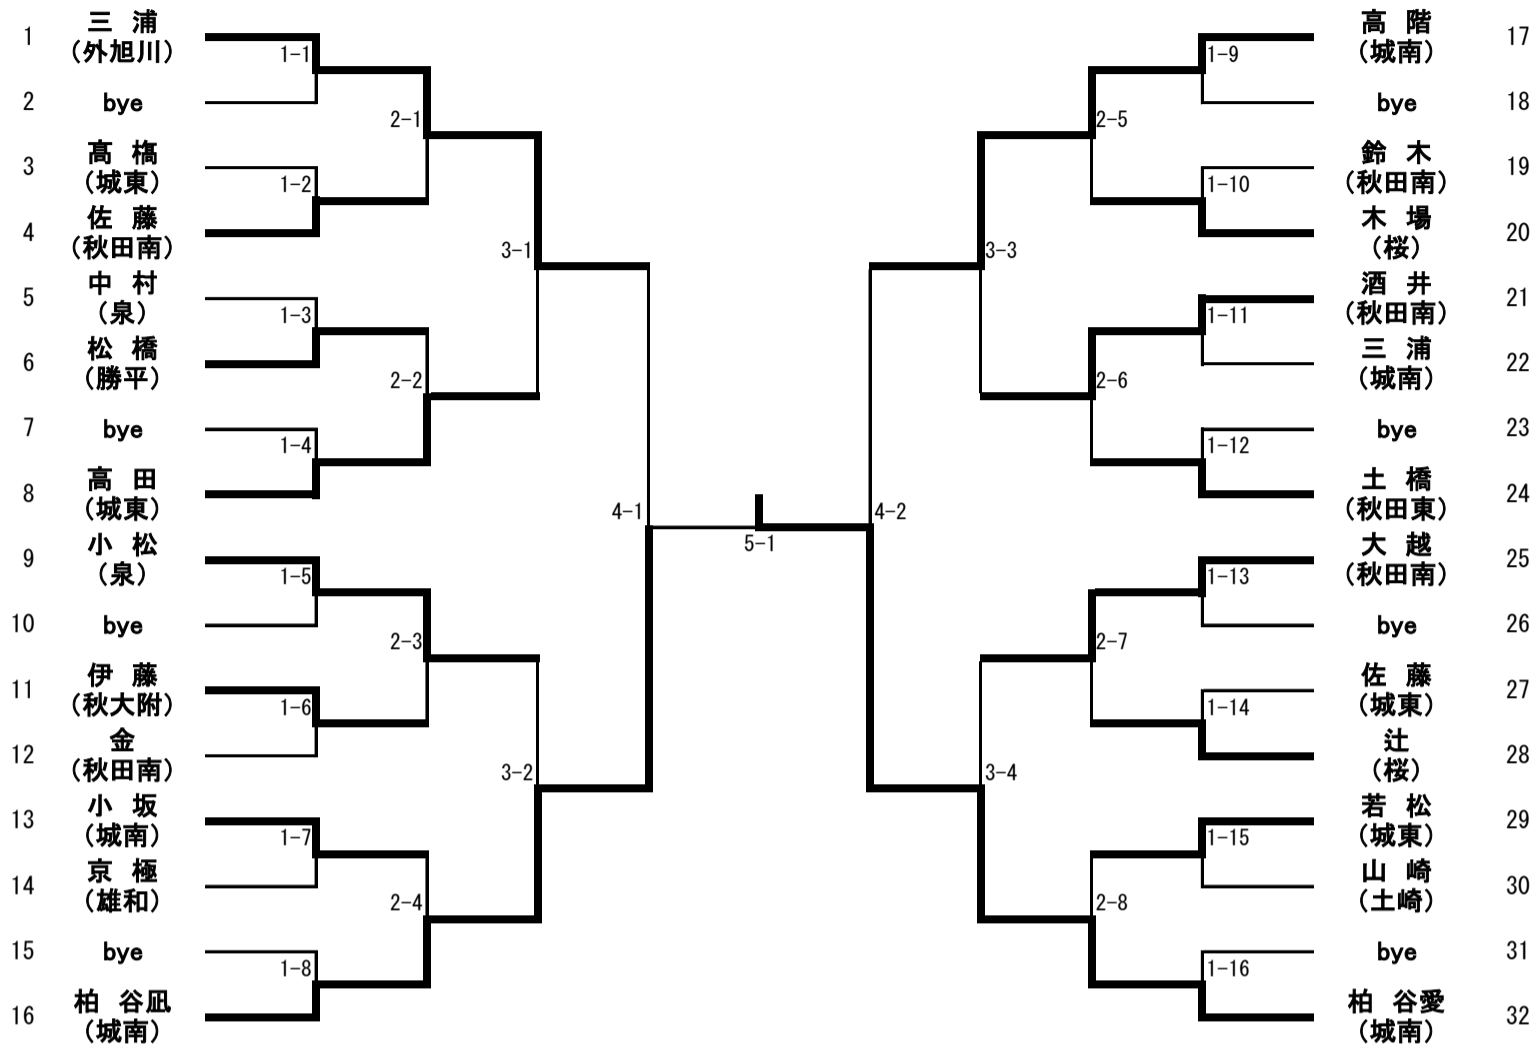 1
三 浦
（外旭川）
2
bye
3
髙 𣘺
（城東）
4
佐 藤
（秋田南）
5
中 村
（泉）
6
松 橋
（勝平）
7
bye
8
高 田
（城東）
9
小 松
（泉）
10
bye
11
伊 藤
（秋大附）
12
金
（秋田南）
13
小 坂
（城南）
14
京 極
（雄和）
15
bye
16
柏 谷凪
（城南）
1-1
1-2
1-3
1-4
1-5
1-6
1-7
1-8
2-1
2-2
2-3
2-4
3-1
3-2
4-1
5-1
4-2
3-3
3-4
2-5
2-6
2-7
2-8
1-9
1-10
1-11
1-12
1-13
1-14
1-15
1-16
高 階
（城南）
17
bye
18
鈴 木
（秋田南）
19
木 場
（桜）
20
酒 井
（秋田南）
21
三 浦
（城南）
22
bye
23
土 橋
（秋田東）
24
大 越
（秋田南）
25
bye
26
佐 藤
（城東）
27
辻
（桜）
28
若 松
（城東）
29
山 崎
（土崎）
30
bye
31
柏 谷愛
（城南）
32